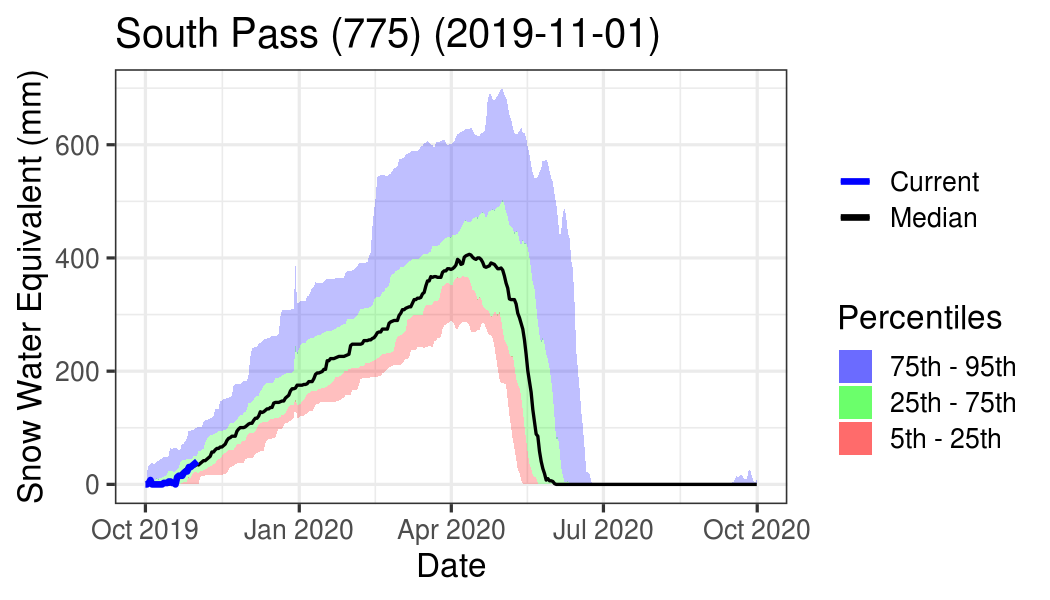 South Pass (775) (2019-11-01)
Snow Water Equivalent (mm)
600
400
200
0
Oct 2019
Jan 2020
Apr 2020
Jul 2020
Oct 2020
Date
Current
Median
Percentiles
75th - 95th
25th - 75th
5th - 25th